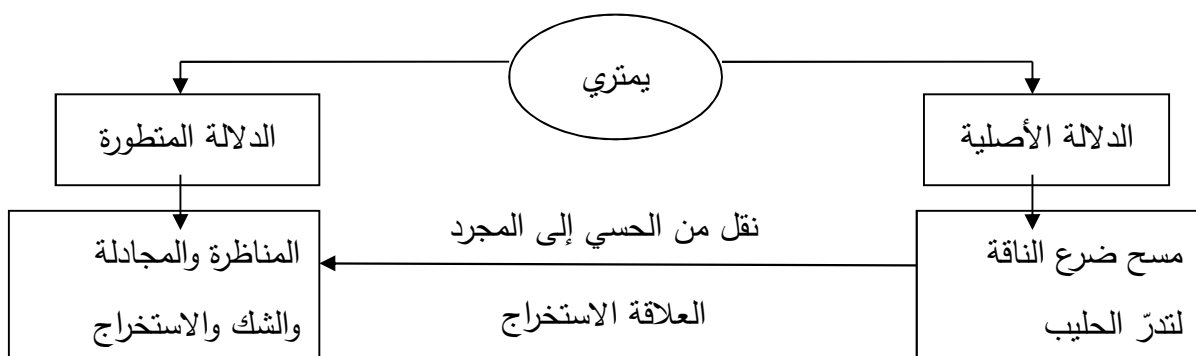 يمتري
الدلالة الأصلية
الدلالة المتطورة
مسح ضرع الناقة
لتدرّ الحليب
نقل من الحسي إلى المجرد
العلاقة الاستخراج
المناظرة والمجادلة
والشك والاستخراج